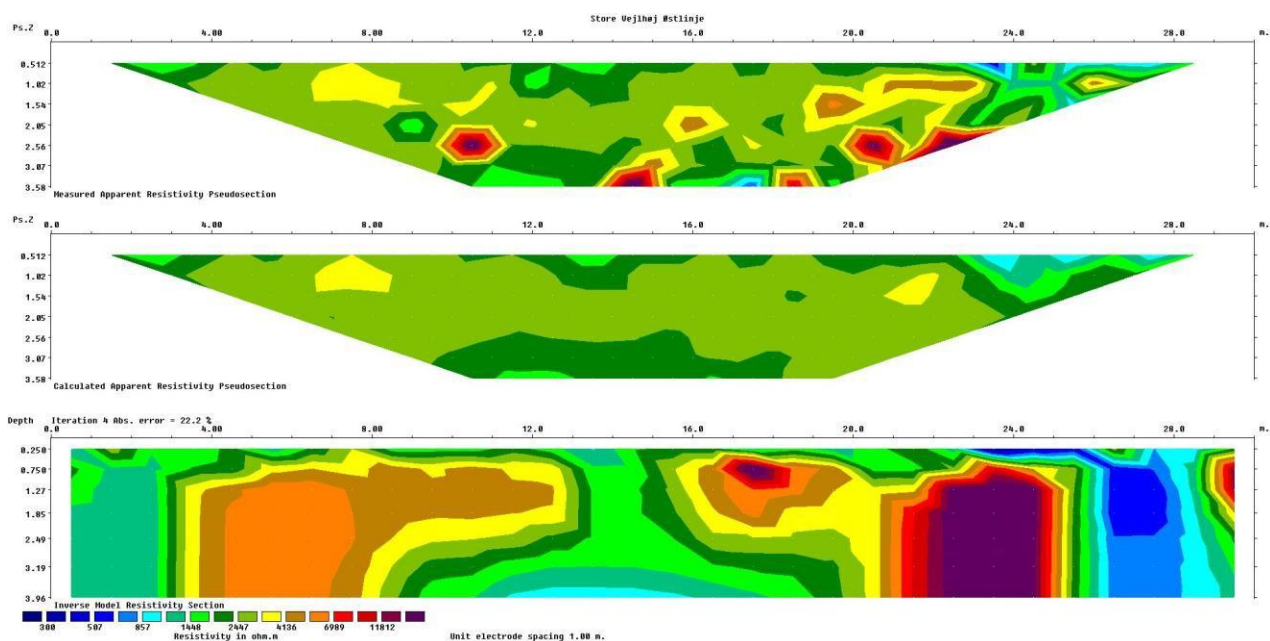 Store Vejlhøj Østlinje
Ps.Z 0.0 4.00 8.00 12.0 16.0 20.0 24.0 28.0 m.
0.512
1.02
1.54
2.05
2.56
3.07
3.58
Measured Apparent Resistivity Pseudosection
Ps.Z 0.0 4.00 8.00 12.0 16.0 20.0 24.0 28.0 m.
0.512
1.02
1.54
2.05
2.56
3.07
3.58
Calculated Apparent Resistivity Pseudosection
Depth Iteration 4 Abs. error = 22.2 %
0.0 4.00 8.00 12.0 16.0 20.0 24.0 28.0 m.
0.250
0.750
1.27
1.85
2.49
3.19
3.96
Inverse Model Resistivity Section
300 507 857 1448 2447 4136 6989 11812
Resistivity in ohm.m Unit electrode spacing 1.00 m.